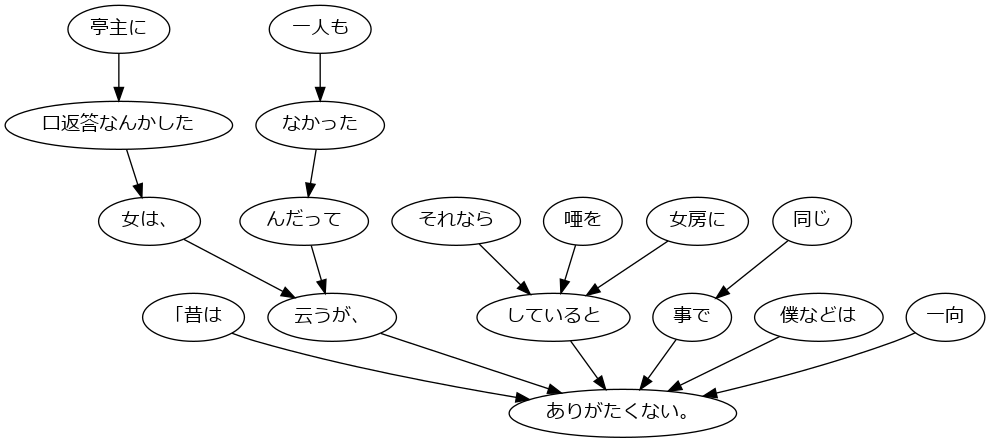 亭主に
一人も
口返答なんかした
なかった
女は、
んだって
それなら
唖を
女房に
同じ
「昔は
云うが、
していると
事で
僕などは
一向
ありがたくない。